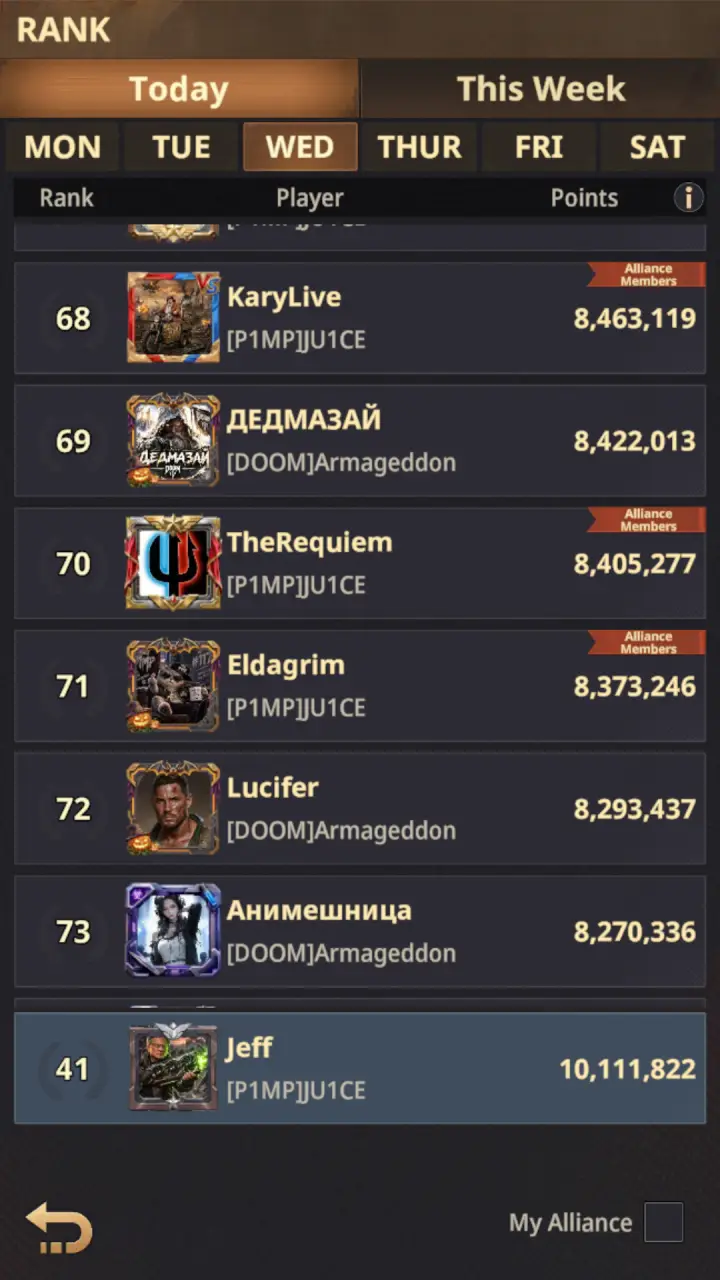 RANK
Today
This Week
MON
TUE
WED
THUR
FRI
SAT
Rank
Player
Points
68
KaryLive
[P1MP]JU1CE
Alliance
Members
8,463,119
69
ДЕДМАЗАЙ
[DOOM]Armageddon
8,422,013
ДЕДМАЗАЙ
70
TheRequiem
[P1MP]JU1CE
Alliance
Members
8,405,277
71
Eldagrim
[P1MP]JU1CE
Alliance
Members
8,373,246
72
Lucifer
[DOOM]Armageddon
8,293,437
73
Анимешница
[DOOM]Armageddon
8,270,336
41
Jeff
[P1MP]JU1CE
10,111,822
My Alliance